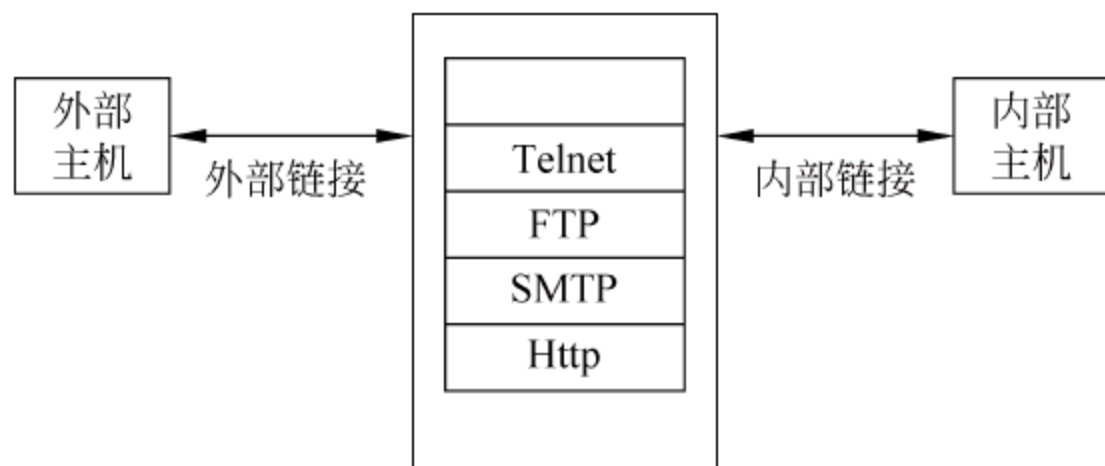 外部
主机
外部链接
Telnet
FTP
SMTP
Http
内部链接
内部
主机